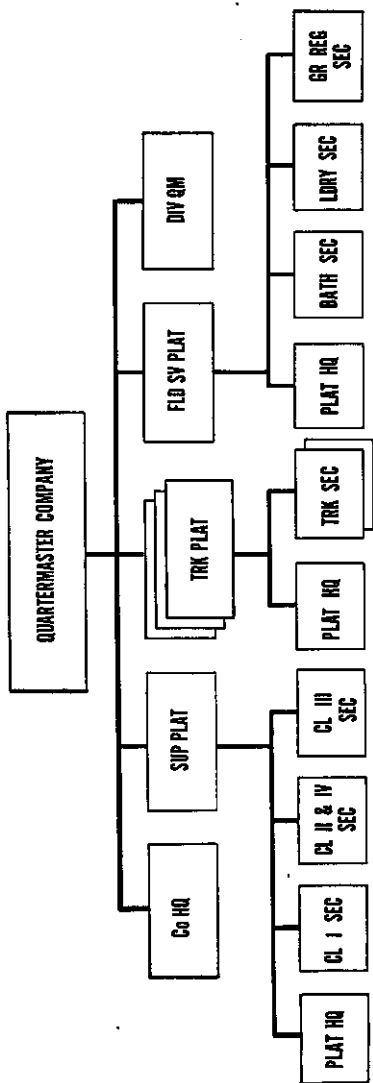 QUARTERMASTER COMPANY
Co HQ
SUP PLAT
TRK PLAT
FLD SV PLAT
DIV QM
PLAT HQ
CL I SEC
CL II & IV
SEC
CL III
SEC
PLAT HQ
TRK SEC
PLAT HQ
BATH SEC
LDRY SEC
GR REG
SEC